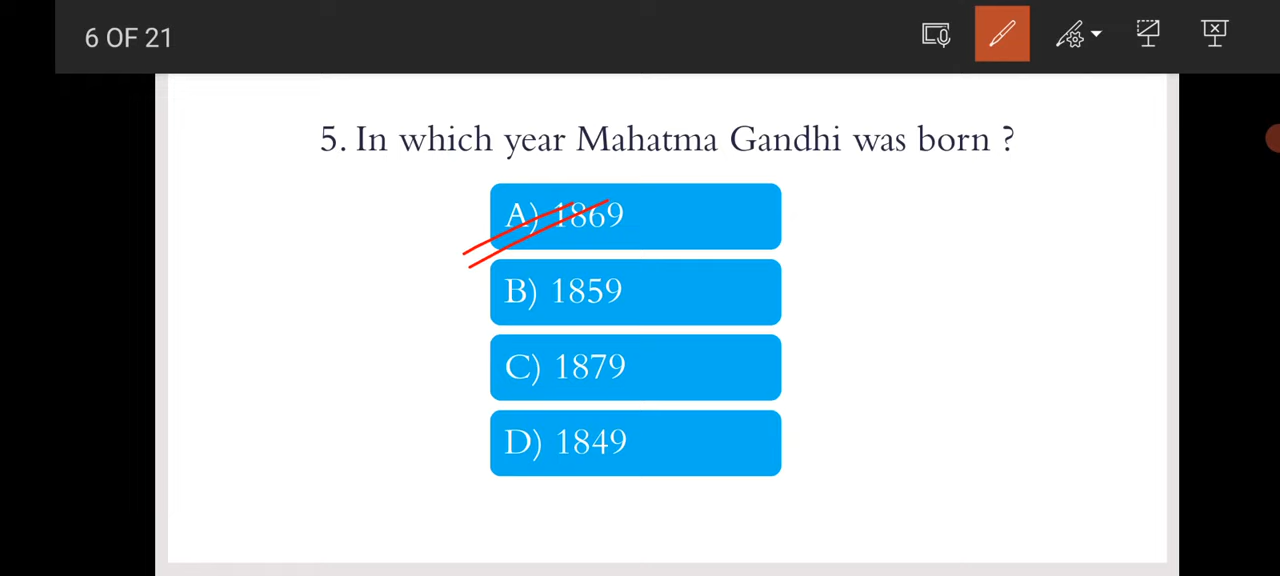 6 OF 21
5. In which year Mahatma Gandhi was born ?
A) 1869
B) 1859
C) 1879
D) 1849